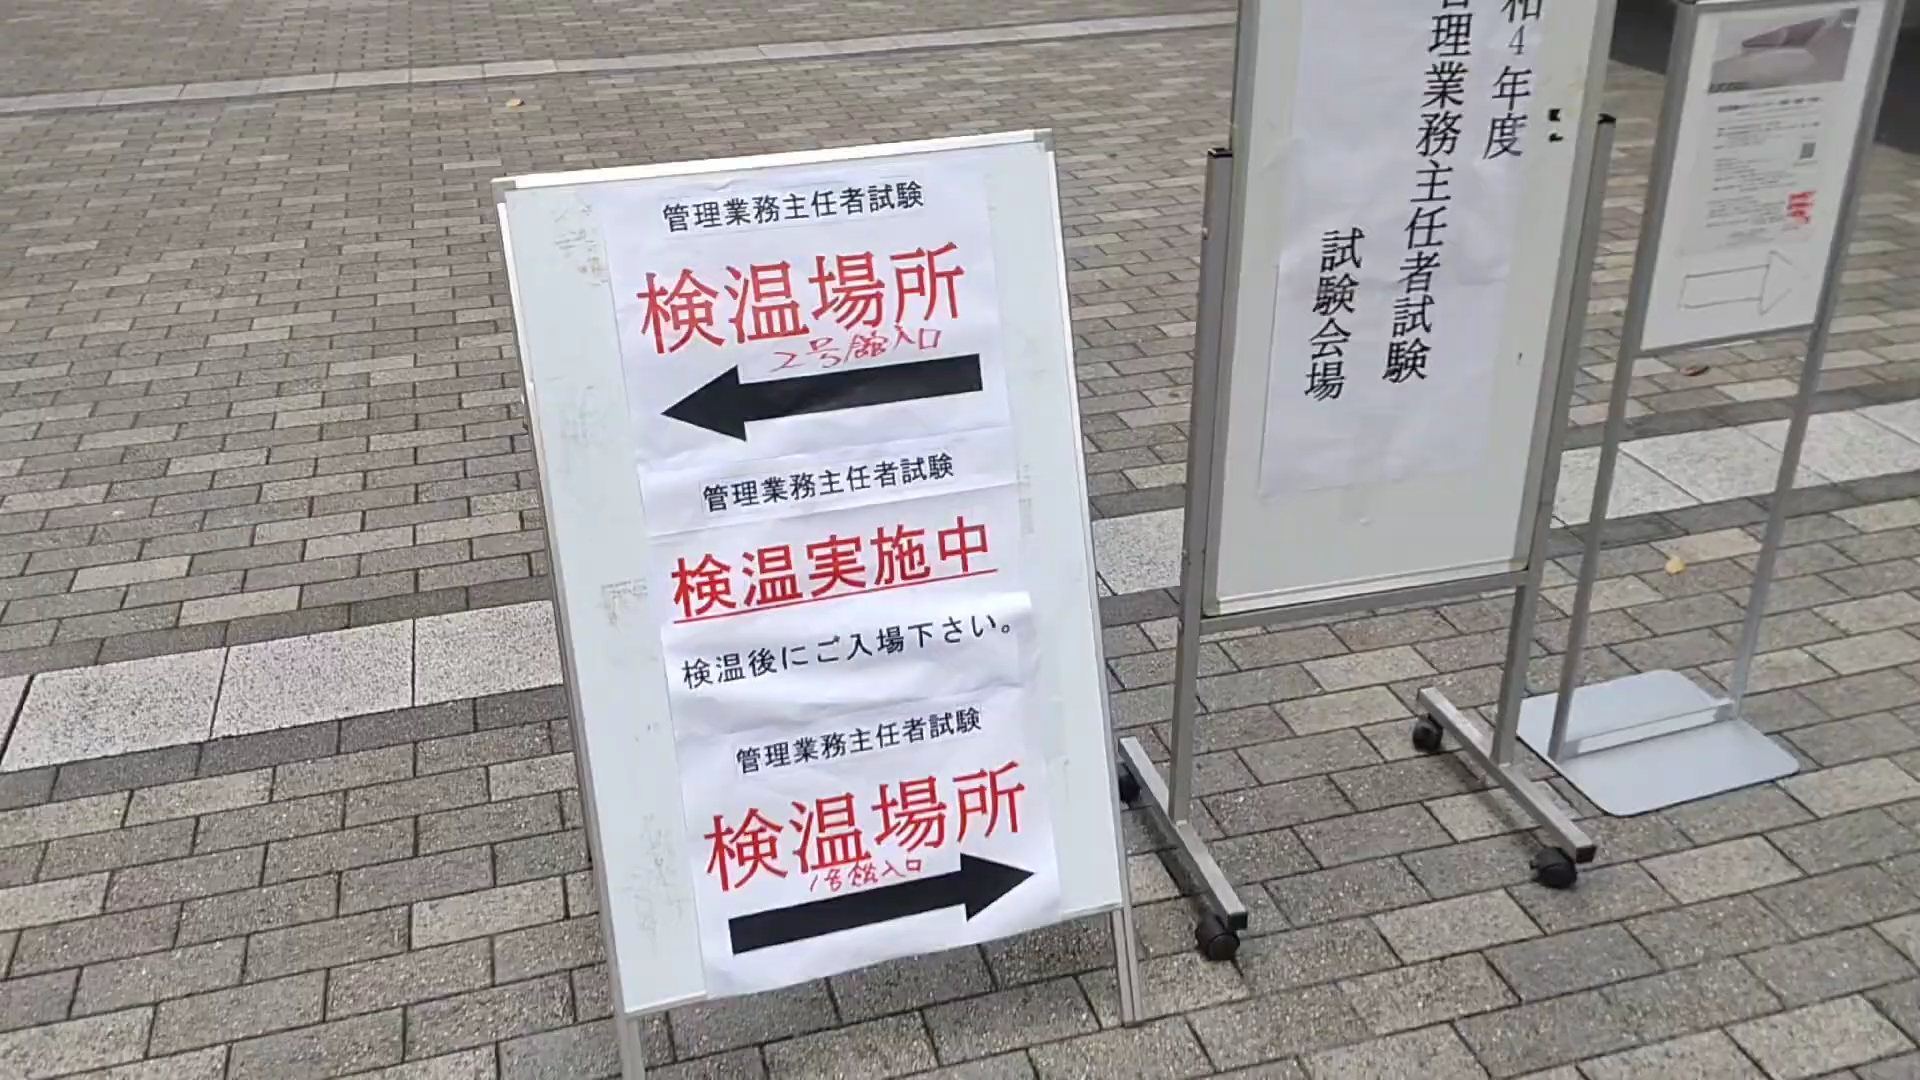 管理業務主任者試験
検温場所
2号館入口
管理業務主任者試験
検温実施中
検温後にご入場下さい。
管理業務主任者試験
検温場所
1号館入口
和4年度
管理業務主任者試験
試験会場